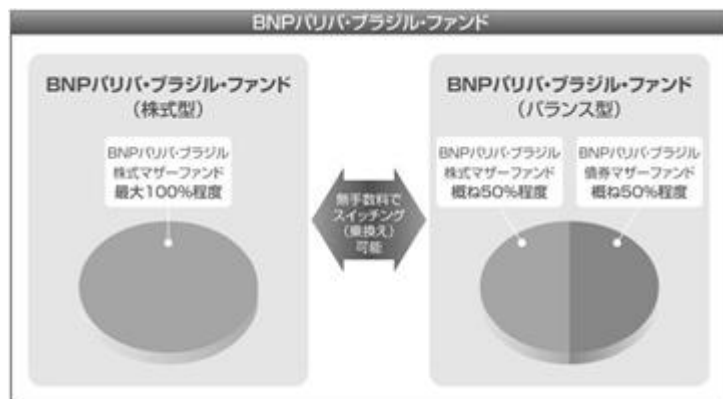 BNPパリバ・ブラジル・ファンド
BNPパリバ・ブラジル・ファンド
（株式型）
BNPパリバ・ブラジル
株式マザーファンド
最大100%程度
無手数料で
スイッチング
（乗換え）
可能
BNPパリバ・ブラジル・ファンド
（バランス型）
BNPパリバ・ブラジル
株式マザーファンド
概ね50%程度
BNPパリバ・ブラジル
債券マザーファンド
概ね50%程度